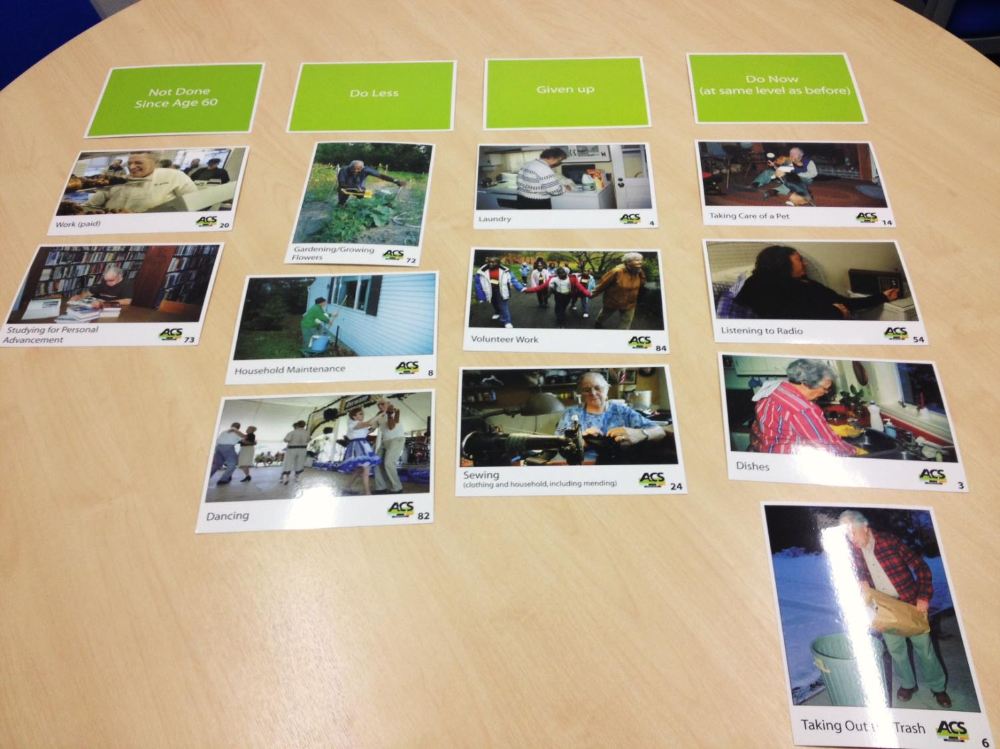 Not Done
Since Age 60
Do Less
Given up
Do Now
(at same level as before)
Work (paid)
ACS
20
Gardening/Growing
Flowers
ACS
72
Laundry
ACS
4
Taking Care of a Pet
ACS
14
Studying for Personal
Advancement
ACS
73
Household Maintenance
ACS
8
Volunteer Work
ACS
84
Listening to Radio
ACS
54
Dancing
ACS
82
Sewing
(clothing and household, including mending)
ACS
24
Dishes
ACS
3
Taking Out Trash
ACS
6